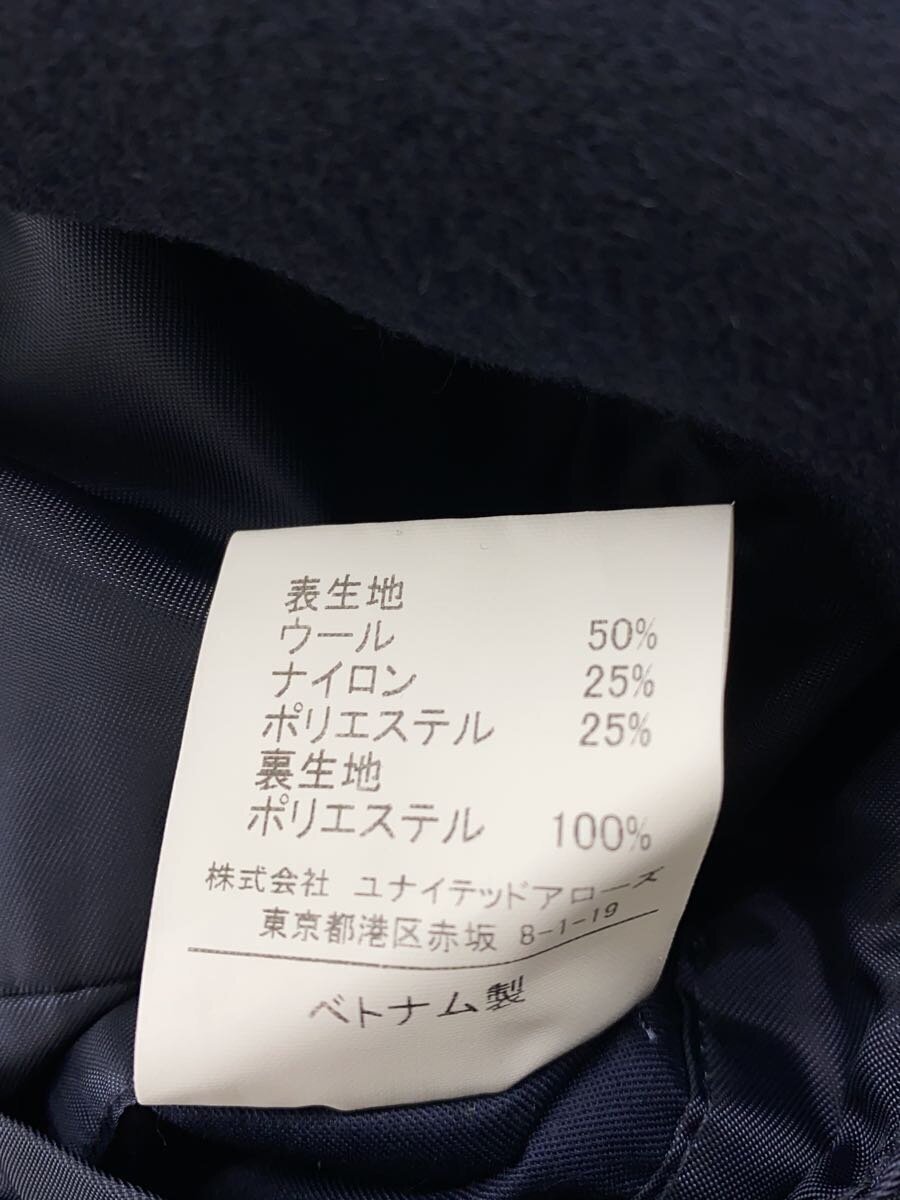 表生地
ウール 50%
ナイロン 25%
ポリエステル 25%
裏生地
ポリエステル 100%
株式会社 ユナイテッドアローズ
東京都港区赤坂 8-1-19
ベトナム製